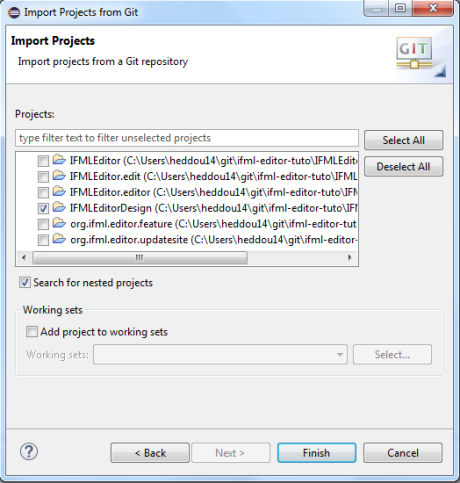 Import Projects from Git
Import Projects
Import projects from a Git repository
GIT
Projects:
type filter text to filter unselected projects
Select All
Deselect All
IFMLEditor (C:\Users\heddou14\git\ifml-editor-tuto\IFMLEdito
IFMLEditor.edit (C:\Users\heddou14\git\ifml-editor-tuto\IFML
IFMLEditor.editor (C:\Users\heddou14\git\ifml-editor-tuto\IFM
IFMLEditorDesign (C:\Users\heddou14\git\ifml-editor-tuto\IFM
org.ifml.editor.feature (C:\Users\heddou14\git\ifml-editor-tut
org.ifml.editor.updatesite (C:\Users\heddou14\git\ifml-editor-
Search for nested projects
Working sets
Add project to working sets
Working sets:
Select...
?
< Back
Next >
Finish
Cancel